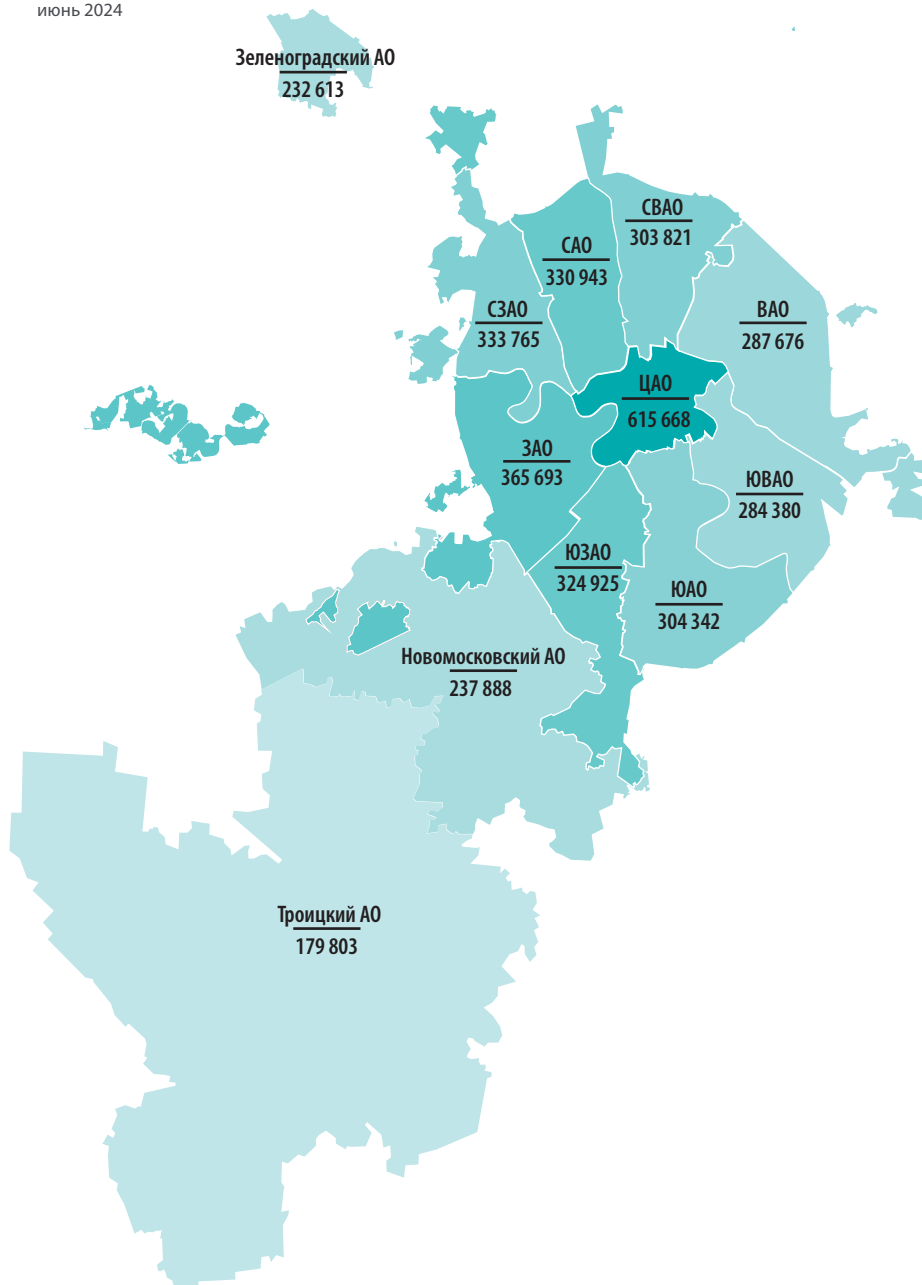 июнь 2024
Зеленоградский АО
232 613
СВАО
303 821
САО
330 943
СЗАО
333 765
ВАО
287 676
ЦАО
615 668
ЗАО
365 693
ЮВАО
284 380
ЮЗАО
324 925
ЮАО
304 342
Новомосковский АО
237 888
Троицкий АО
179 803